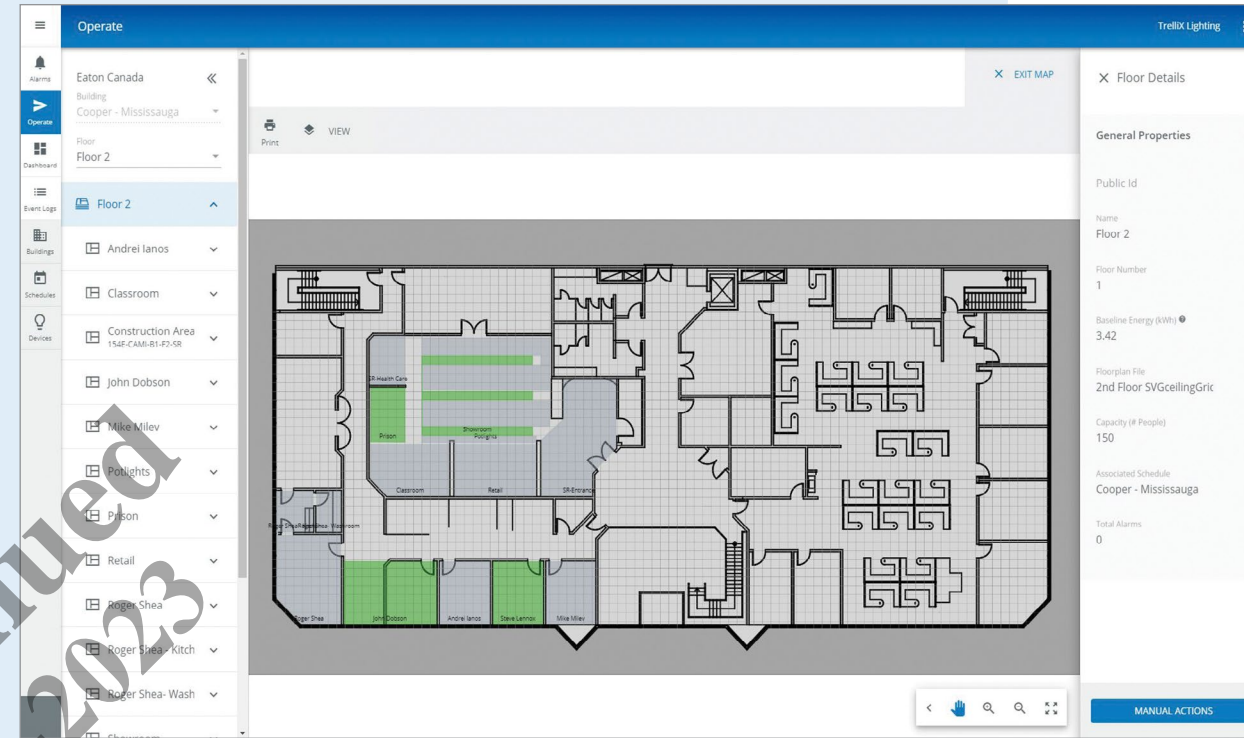 Operate
TrelliX Lighting
Alarms
Operate
Dashboard
Event Logs
Buildings
Schedules
Devices
Eaton Canada
Building
Cooper - Mississauga
Floor
Floor 2
Floor 2
Andrei Ianos
Classroom
Construction Area
154E-CAMI-B1-F2-SR
John Dobson
Mike Milev
Potlights
Prison
Retail
Roger Shea
Roger Shea - Kitch
Roger Shea- Wash
Showroom
EXIT MAP
Print
VIEW
SR-Health Care
Prison
Showroom
Potlights
Classroom
Retail
SR-Entrance
Washroom
Roger Shea
John Dobson
Andrei Ianos
Steve Lennox
Mike Milev
Floor Details
General Properties
Public Id
Name
Floor 2
Floor Number
1
Baseline Energy (kWh)
3.42
Floorplan File
2nd Floor SVGceilingGric
Capacity (# People)
150
Associated Schedule
Cooper - Mississauga
Total Alarms
0
MANUAL ACTIONS
nued
2023